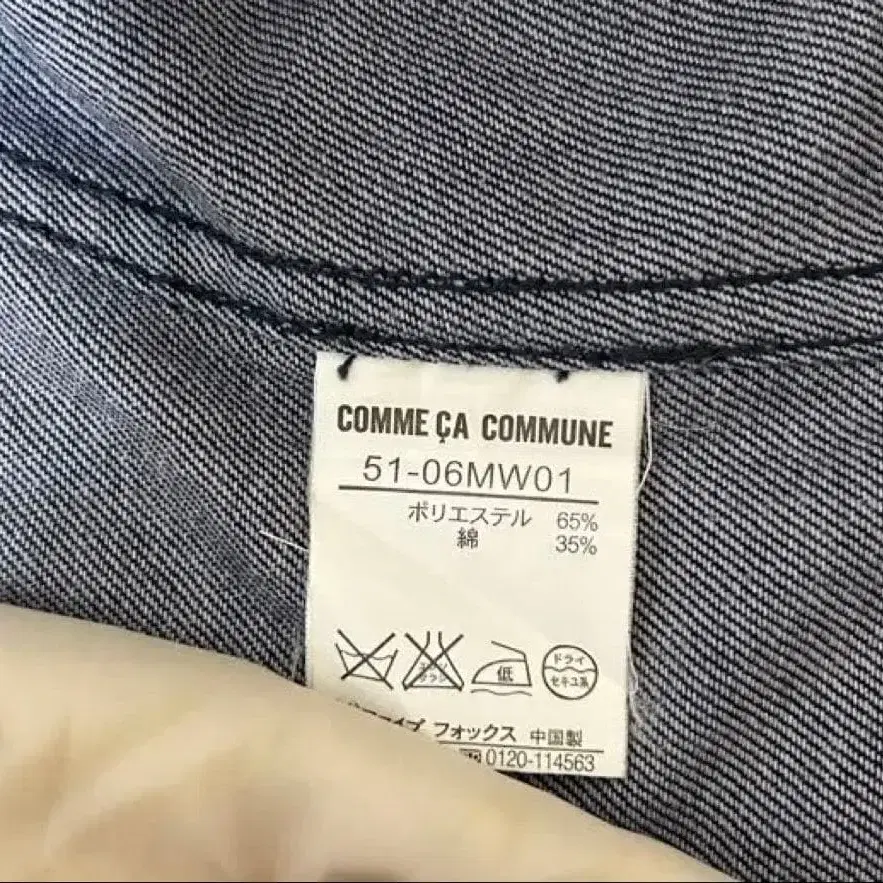 COMME ÇA COMMUNE
51-06MW01
ポリエステル 65%
綿 35%
低
ドライ
セキユ系
フォックス 中国製
0120-114563